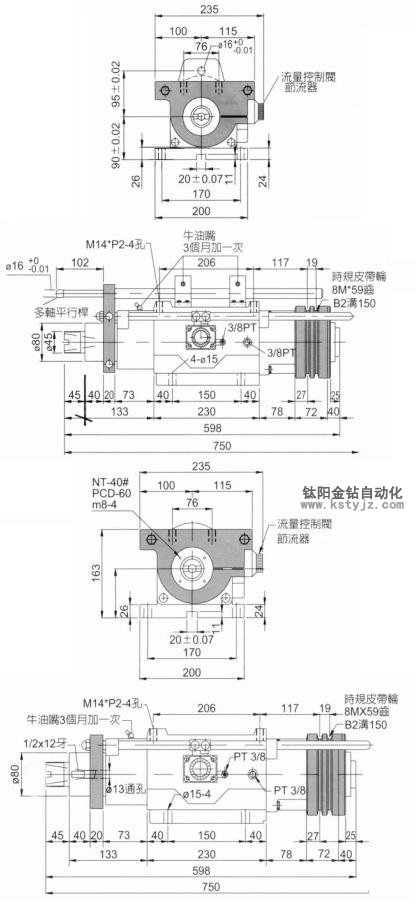 235
100
115
76
ø16+0
-0.01
95±0.02
90±0.02
流量控制閥
節流器
26
20±0.07
11
24
170
200
M14*P2-4孔
牛油嘴
3個月加一次
206
117
19
時規皮帶輪
8M*59齒
B2溝150
ø16 +0
-0.01
102
多軸平行桿
ø80
ø45
3/8PT
3/8PT
4-ø15
45
40
20
73
40
150
40
27
25
133
230
78
72
40
598
750
235
100
115
NT-40#
PCD-60
m8-4
76
钛阳金钻自动化
www.kstyjz.com
流量控制閥
節流器
163
26
11
24
20±0.07
170
200
M14*P2-4孔
牛油嘴3個月加一次
206
117
19
時規皮帶輪
8MX59齒
B2溝150
1/2x12牙
ø80
PT 3/8
PT 3/8
ø13通孔
ø15-4
45
40
20
73
40
150
40
27
25
133
230
78
72
40
598
750